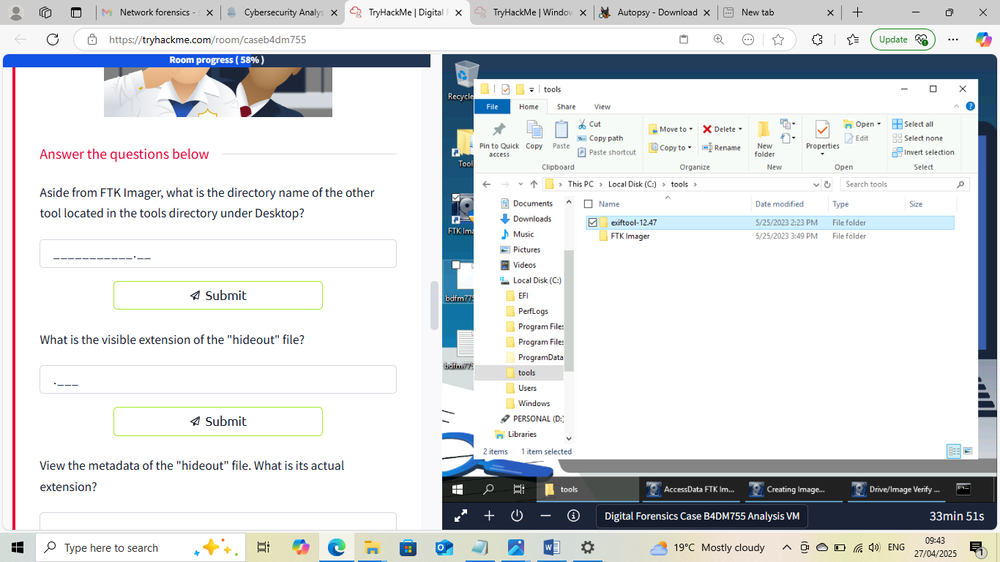 Network forensics -
Cybersecurity Analys
TryHackMe | Digital F
TryHackMe | Window
Autopsy - Download
New tab
https://tryhackme.com/room/caseb4dm755
Update
Room progress ( 58% )
Answer the questions below
Aside from FTK Imager, what is the directory name of the other
tool located in the tools directory under Desktop?
___________.__
Submit
What is the visible extension of the "hideout" file?
.___
Submit
View the metadata of the "hideout" file. What is its actual
extension?
Recycle
Tool
FTK Ima
bdfm775
bdfm775
tools
File
Home
Share
View
Pin to Quick
access
Copy
Paste
Cut
Copy path
Paste shortcut
Clipboard
Move to
Copy to
Delete
Rename
Organize
New
folder
New
Properties
Open
Edit
Open
Select all
Select none
Invert selection
Select
This PC > Local Disk (C:) > tools >
Search tools
Documents
Downloads
Music
Pictures
Videos
Local Disk (C:)
EFI
PerfLogs
Program Files
Program Files
ProgramData
tools
Users
Windows
PERSONAL (D:)
Libraries
Name
Date modified
Type
Size
exiftool-12.47
5/25/2023 2:23 PM
File folder
FTK Imager
5/25/2023 3:49 PM
File folder
2 items
1 item selected
tools
AccessData FTK Im...
Creating Image...
Drive/Image Verify ...
Digital Forensics Case B4DM755 Analysis VM
33min 51s
Type here to search
19°C Mostly cloudy
ENG
09:43
27/04/2025
1